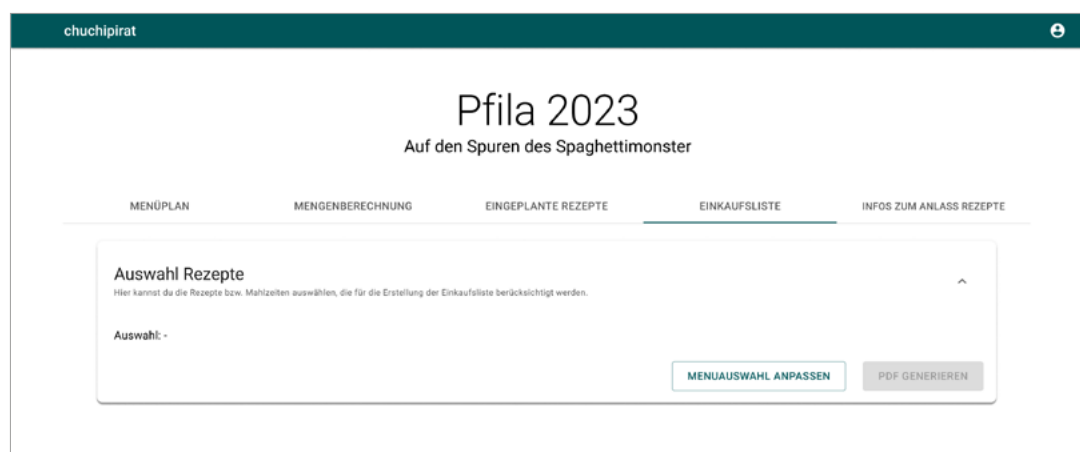 chuchipirat
Pfila 2023
Auf den Spuren des Spaghettimonster
MENÜPLAN MENGENBERECHNUNG EINGEPLANTE REZEPTE EINKAUFSLISTE INFOS ZUM ANLASS REZEPTE
Auswahl Rezepte
Hier kannst du die Rezepte bzw. Mahlzeiten auswählen, die für die Erstellung der Einkaufsliste berücksichtigt werden.
Auswahl: -
MENUAUSWAHL ANPASSEN PDF GENERIEREN